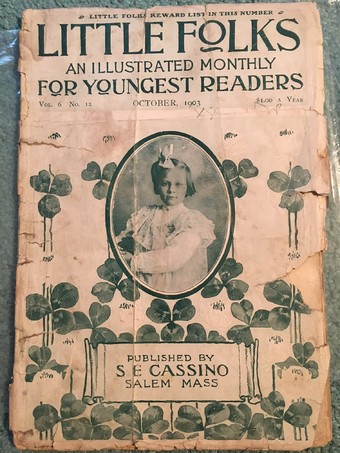 LITTLE FOLKS REWARD LIST IN THIS NUMBER
LITTLE FOLKS
AN ILLUSTRATED MONTHLY
FOR YOUNGEST READERS
VOL. 6 No. 12 OCTOBER, 1903 $1.00 A YEAR
PUBLISHED BY
S E CASSINO
SALEM MASS